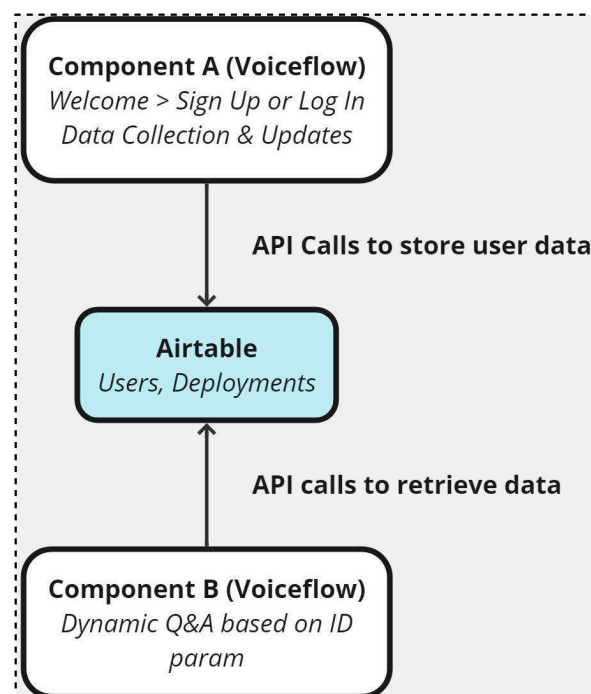 Component A (Voiceflow)
Welcome > Sign Up or Log In
Data Collection & Updates
API Calls to store user data
Airtable
Users, Deployments
API calls to retrieve data
Component B (Voiceflow)
Dynamic Q&A based on ID
param